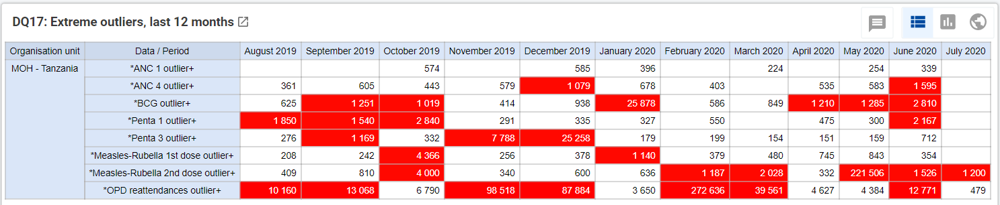 DQ17: Extreme outliers, last 12 months
Organisation unit Data / Period August 2019 September 2019 October 2019 November 2019 December 2019 January 2020 February 2020 March 2020 April 2020 May 2020 June 2020 July 2020
MOH - Tanzania *ANC 1 outlier+ 574 585 396 224 254 339
*ANC 4 outlier+ 361 605 443 579 1 079 678 403 535 583 1 595
*BCG outlier+ 625 1 251 1 019 414 938 25 878 586 849 1 210 1 285 2 810
*Penta 1 outlier+ 1 850 1 540 2 840 291 335 327 550 475 300 2 167
*Penta 3 outlier+ 276 1 169 332 7 788 25 258 179 199 154 151 159 712
*Measles-Rubella 1st dose outlier+ 208 242 4 366 256 378 1 140 379 480 745 843 354
*Measles-Rubella 2nd dose outlier+ 409 810 4 000 340 600 636 1 187 2 028 332 221 506 1 526 1 200
*OPD reattendances outlier+ 10 160 13 068 6 790 98 518 87 884 3 650 272 636 39 561 4 627 4 384 12 771 479